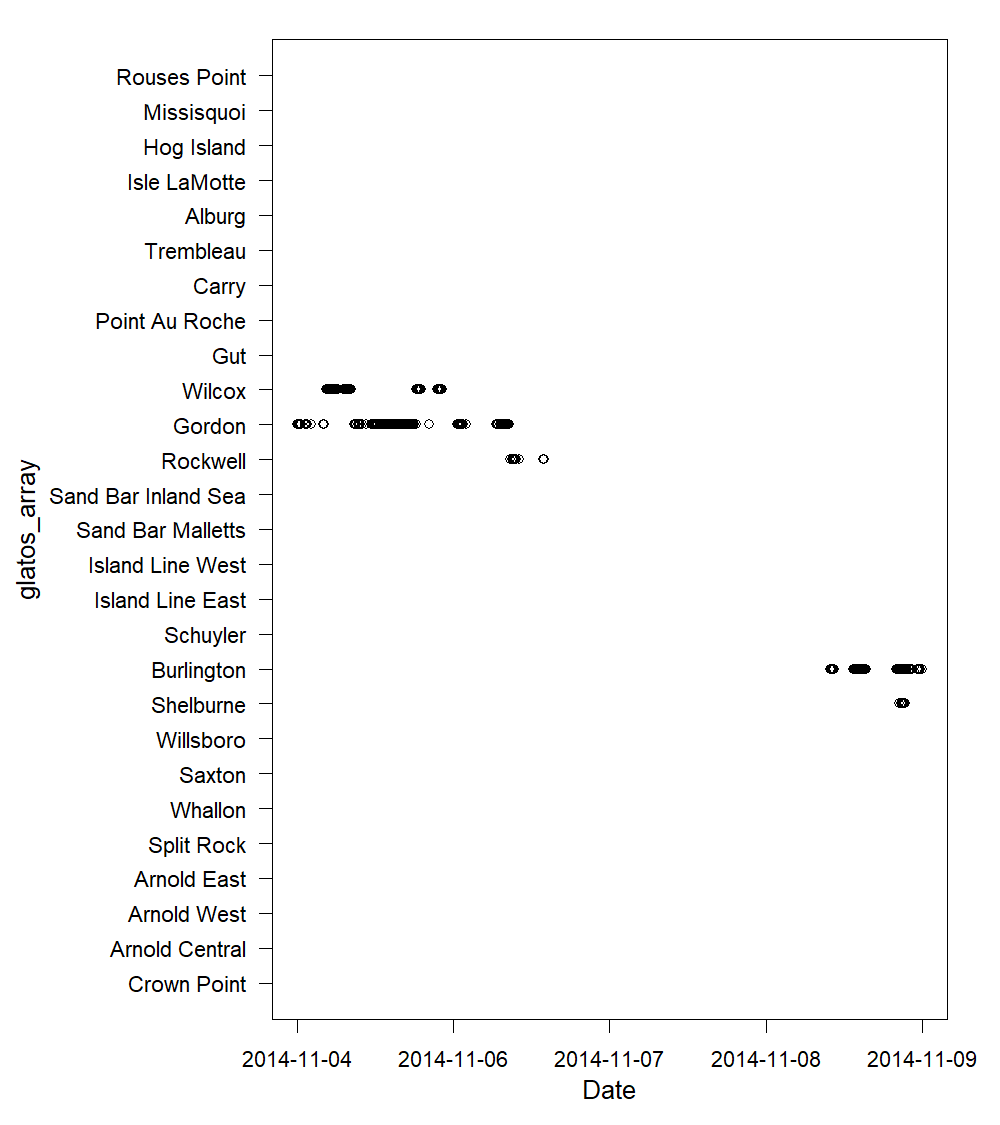 Rouses Point
Missisquoi
Hog Island
Isle LaMotte
Alburg
Trembleau
Carry
Point Au Roche
Gut
Wilcox
Gordon
Rockwell
Sand Bar Inland Sea
Sand Bar Malletts
Island Line West
Island Line East
Schuyler
Burlington
Shelburne
Willsboro
Saxton
Whallon
Split Rock
Arnold East
Arnold West
Arnold Central
Crown Point
glatos_array
2014-11-04 2014-11-06 2014-11-07 2014-11-08 2014-11-09
Date